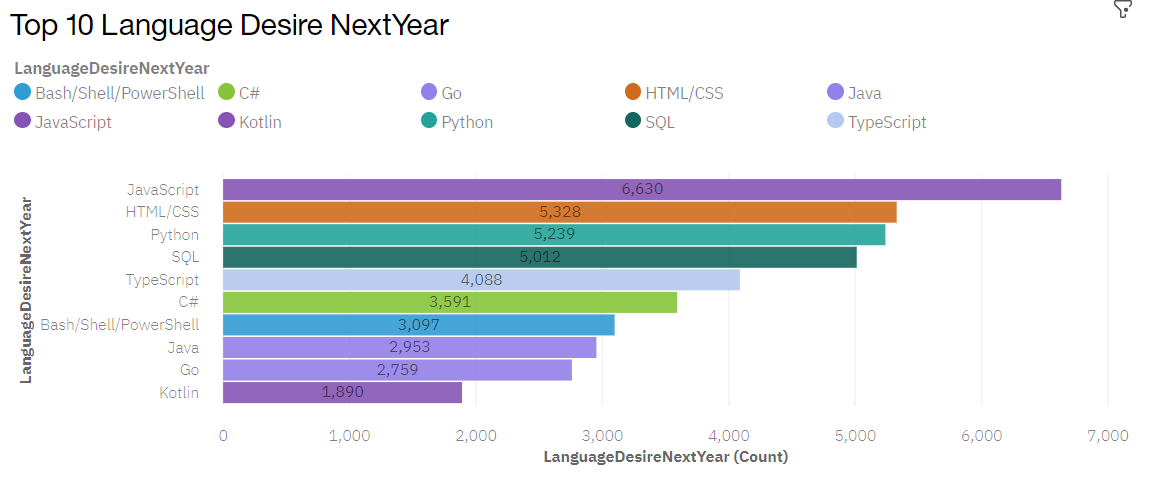 Top 10 Language Desire NextYear
LanguageDesireNextYear
Bash/Shell/PowerShell C# Go HTML/CSS Java
JavaScript Kotlin Python SQL TypeScript
LanguageDesireNextYear
JavaScript 6,630
HTML/CSS 5,328
Python 5,239
SQL 5,012
TypeScript 4,088
C# 3,591
Bash/Shell/PowerShell 3,097
Java 2,953
Go 2,759
Kotlin 1,890
0 1,000 2,000 3,000 4,000 5,000 6,000 7,000
LanguageDesireNextYear (Count)